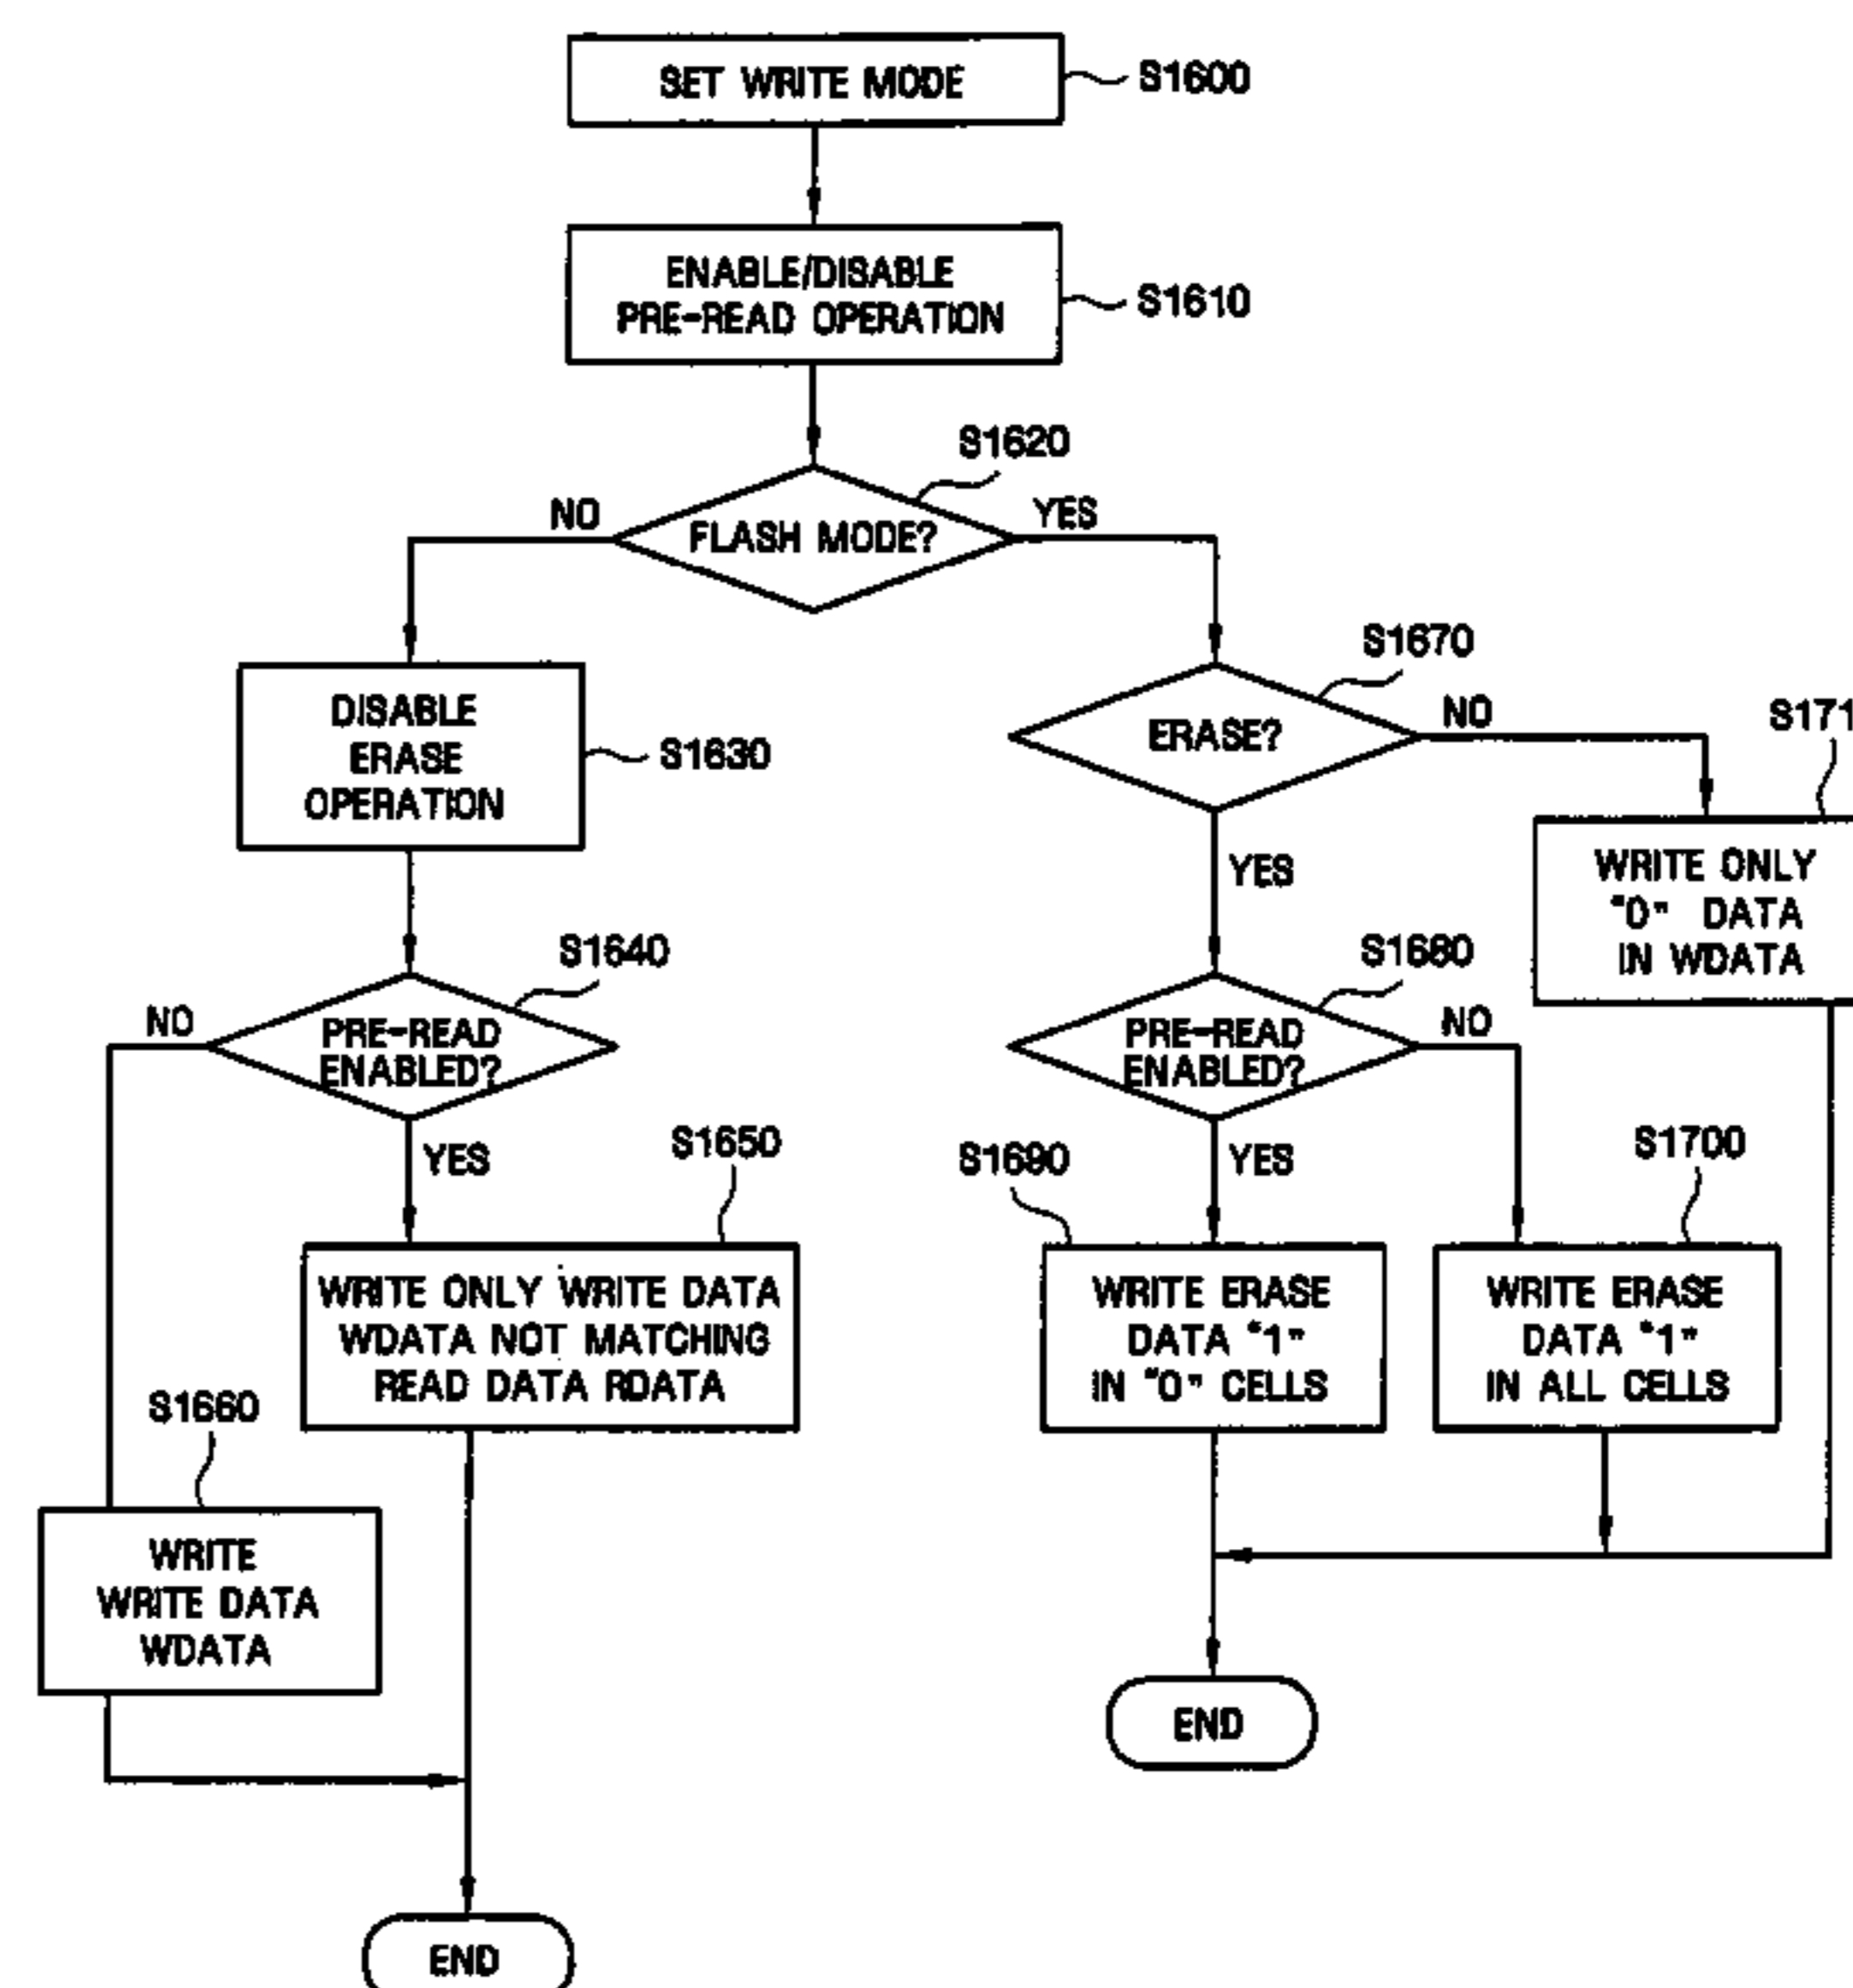 SET WRITE MODE
S1600
ENABLE/DISABLE
PRE-READ OPERATION
S1610
S1620
NO
FLASH MODE?
YES
DISABLE
ERASE
OPERATION
S1630
S1670
ERASE?
NO
S171
WRITE ONLY
"0" DATA
IN WDATA
YES
S1640
NO
PRE-READ
ENABLED?
YES
S1680
PRE-READ
ENABLED?
NO
YES
S1650
WRITE ONLY WRITE DATA
WDATA NOT MATCHING
READ DATA RDATA
S1690
WRITE ERASE
DATA "1"
IN "0" CELLS
S1700
WRITE ERASE
DATA "1"
IN ALL CELLS
S1660
WRITE
WRITE DATA
WDATA
END
END